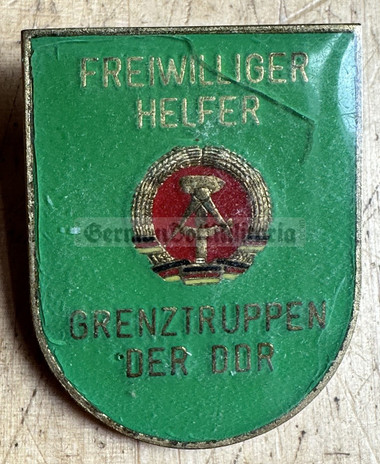 FREIWILLIGER
HELFER
GRENZTRUPPEN
DER DDR